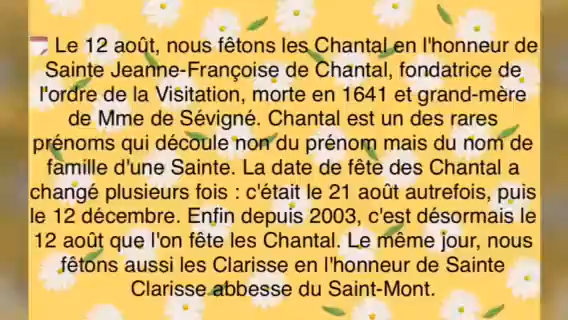 Le 12 août, nous fêtons les Chantal en l'honneur de
Sainte Jeanne-Françoise de Chantal, fondatrice de
l'ordre de la Visitation, morte en 1641 et grand-mère
de Mme de Sévigné. Chantal est un des rares
prénoms qui découle non du prénom mais du nom de
famille d'une Sainte. La date de fête des Chantal a
changé plusieurs fois : c'était le 21 août autrefois, puis
le 12 décembre. Enfin depuis 2003, c'est désormais le
12 août que l'on fête les Chantal. Le même jour, nous
fêtons aussi les Clarisse en l'honneur de Sainte
Clarisse abbesse du Saint-Mont.